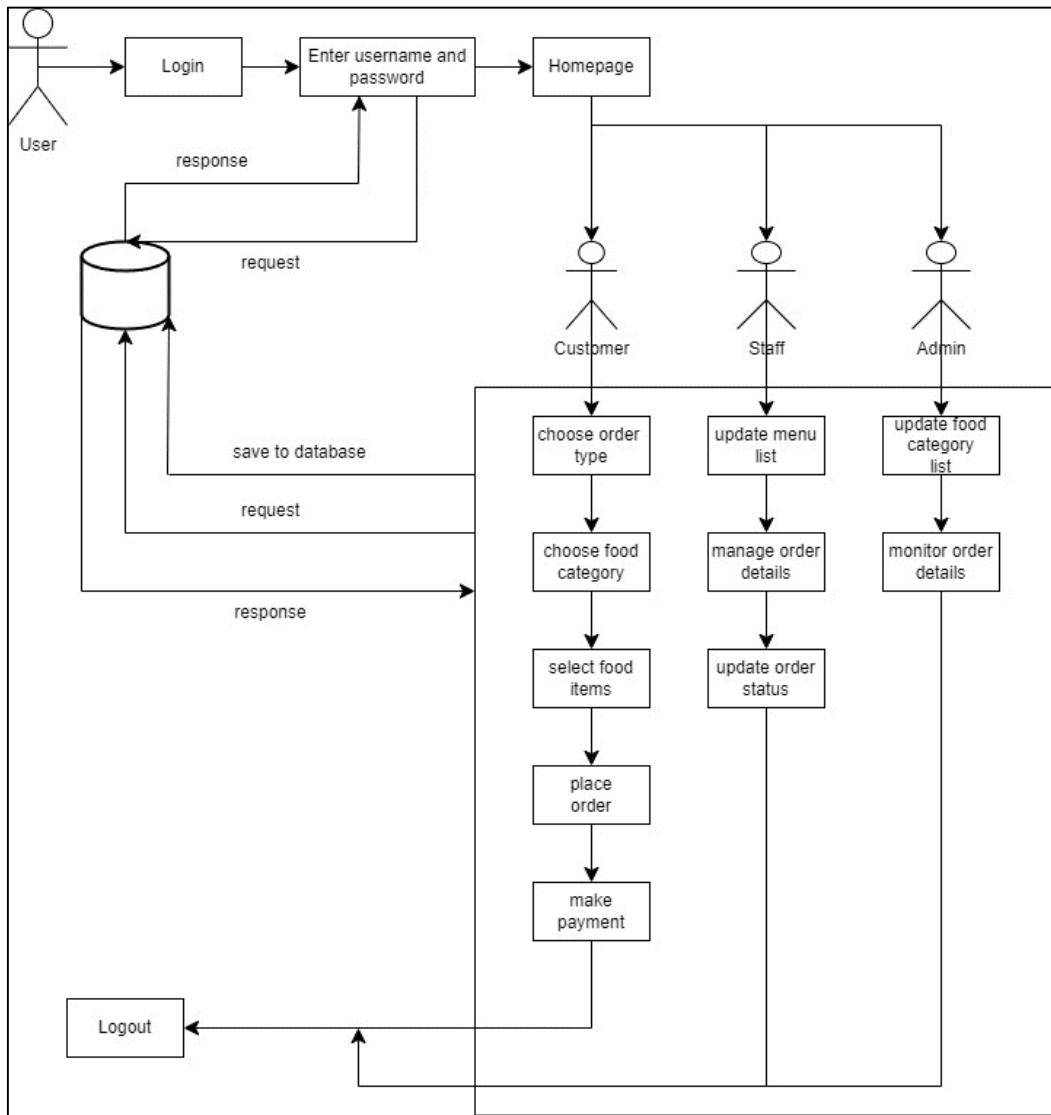 Login
Enter username and
password
Homepage
User
response
request
Customer
Staff
Admin
choose order
type
update menu
list
update food
category
list
save to database
request
choose food
category
manage order
details
monitor order
details
response
select food
items
update order
status
place
order
make
payment
Logout